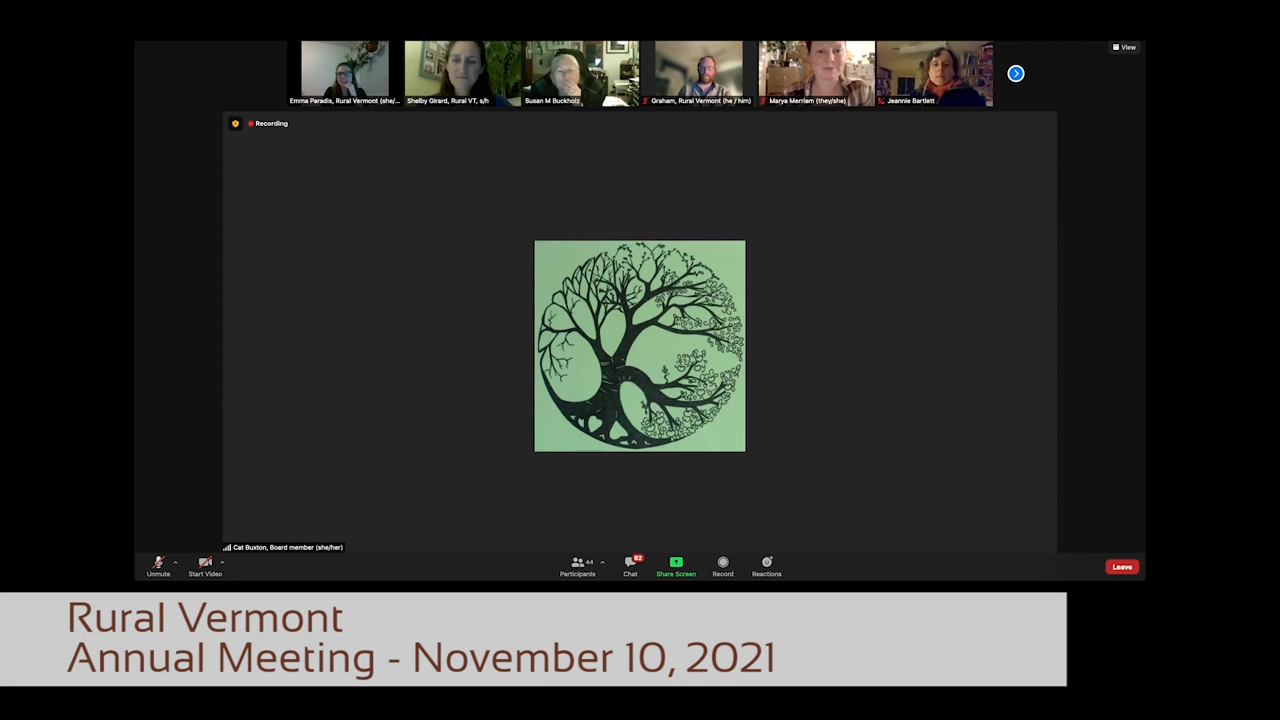 View
Emma Paradis, Rural Vermont (she/...
Shelby Girard, Rural VT, s/h
Susan M Buckholz
Graham, Rural Vermont (he / him)
Marya Merriam (they/she)
Jeannie Bartlett
Recording
Cat Buxton, Board member (she/her)
Unmute
Start Video
44
Participants
62
Chat
Share Screen
Record
Reactions
Leave
Rural Vermont
Annual Meeting - November 10, 2021